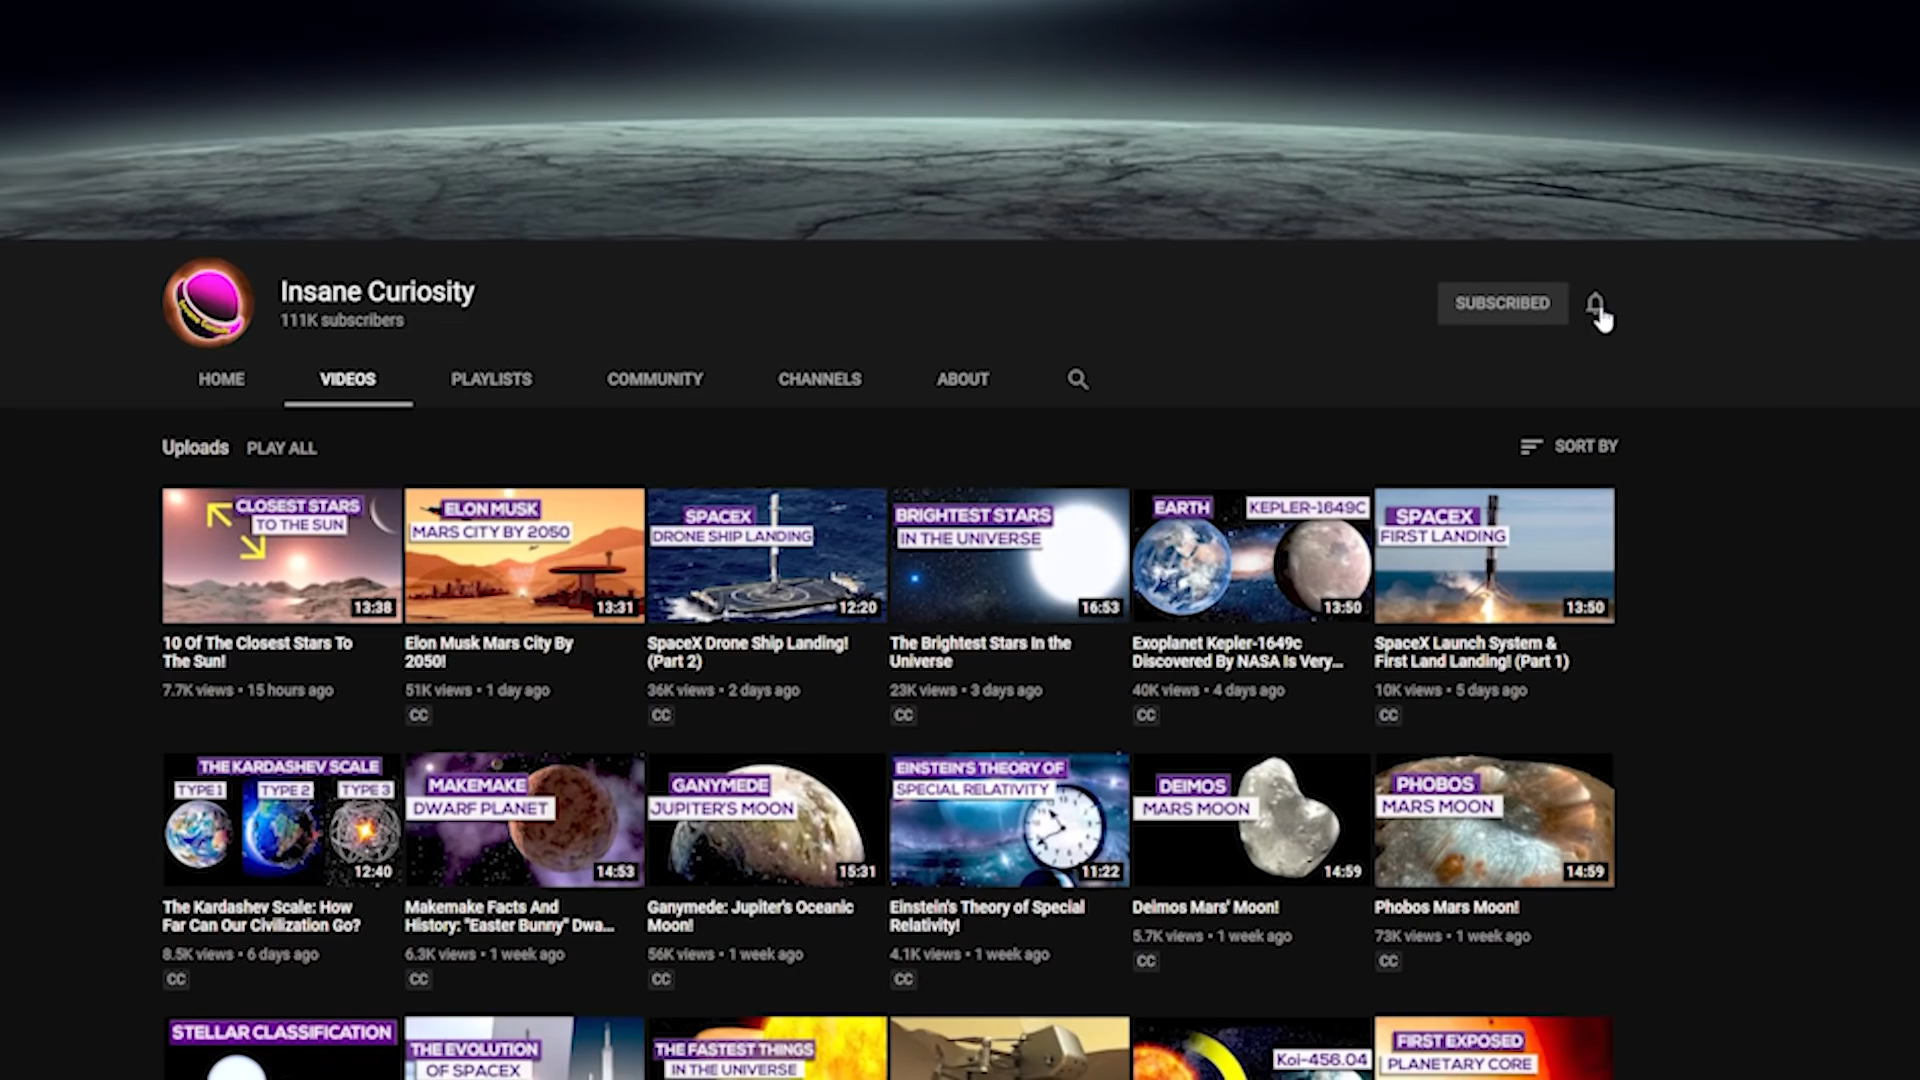 Insane Curiosity
111K subscribers
SUBSCRIBED
HOME VIDEOS PLAYLISTS COMMUNITY CHANNELS ABOUT
Uploads PLAY ALL SORT BY
CLOSEST STARS
TO THE SUN
13:38
ELON MUSK
MARS CITY BY 2050
13:31
SPACEX
DRONE SHIP LANDING
12:20
BRIGHTEST STARS
IN THE UNIVERSE
16:53
EARTH KEPLER-1649C
13:50
SPACEX
FIRST LANDING
13:50
10 Of The Closest Stars To
The Sun!
7.7K views • 15 hours ago
Elon Musk Mars City By
2050!
51K views • 1 day ago
CC
SpaceX Drone Ship Landing!
(Part 2)
36K views • 2 days ago
CC
The Brightest Stars In the
Universe
23K views • 3 days ago
CC
Exoplanet Kepler-1649c
Discovered By NASA Is Very...
40K views • 4 days ago
CC
SpaceX Launch System &
First Land Landing! (Part 1)
10K views • 5 days ago
CC
THE KARDASHEV SCALE
TYPE 1 TYPE 2 TYPE 3
12:40
MAKEMAKE
DWARF PLANET
14:53
GANYMEDE
JUPITER'S MOON
15:31
EINSTEIN'S THEORY OF
SPECIAL RELATIVITY
11:22
DEIMOS
MARS MOON
14:59
PHOBOS
MARS MOON
14:59
The Kardashev Scale: How
Far Can Our Civilization Go?
8.5K views • 6 days ago
CC
Makemake Facts And
History: "Easter Bunny" Dwa...
6.3K views • 1 week ago
CC
Ganymede: Jupiter's Oceanic
Moon!
56K views • 1 week ago
CC
Einstein's Theory of Special
Relativity!
4.1K views • 1 week ago
CC
Deimos Mars' Moon!
5.7K views • 1 week ago
CC
Phobos Mars Moon!
73K views • 1 week ago
CC
STELLAR CLASSIFICATION
THE EVOLUTION
OF SPACEX
THE FASTEST THINGS
IN THE UNIVERSE
Koi-456.04
FIRST EXPOSED
PLANETARY CORE